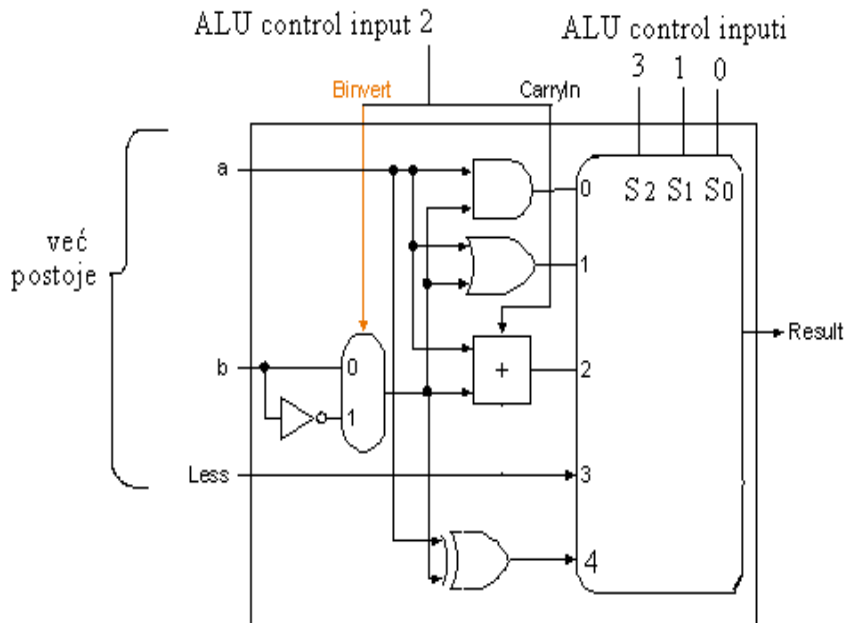 ALU control input 2
ALU control inputi
3 1 0
Binvert
CarryIn
a
0
S2 S1 S0
već
postoje
1
Result
b
0
+
2
1
Less
3
4